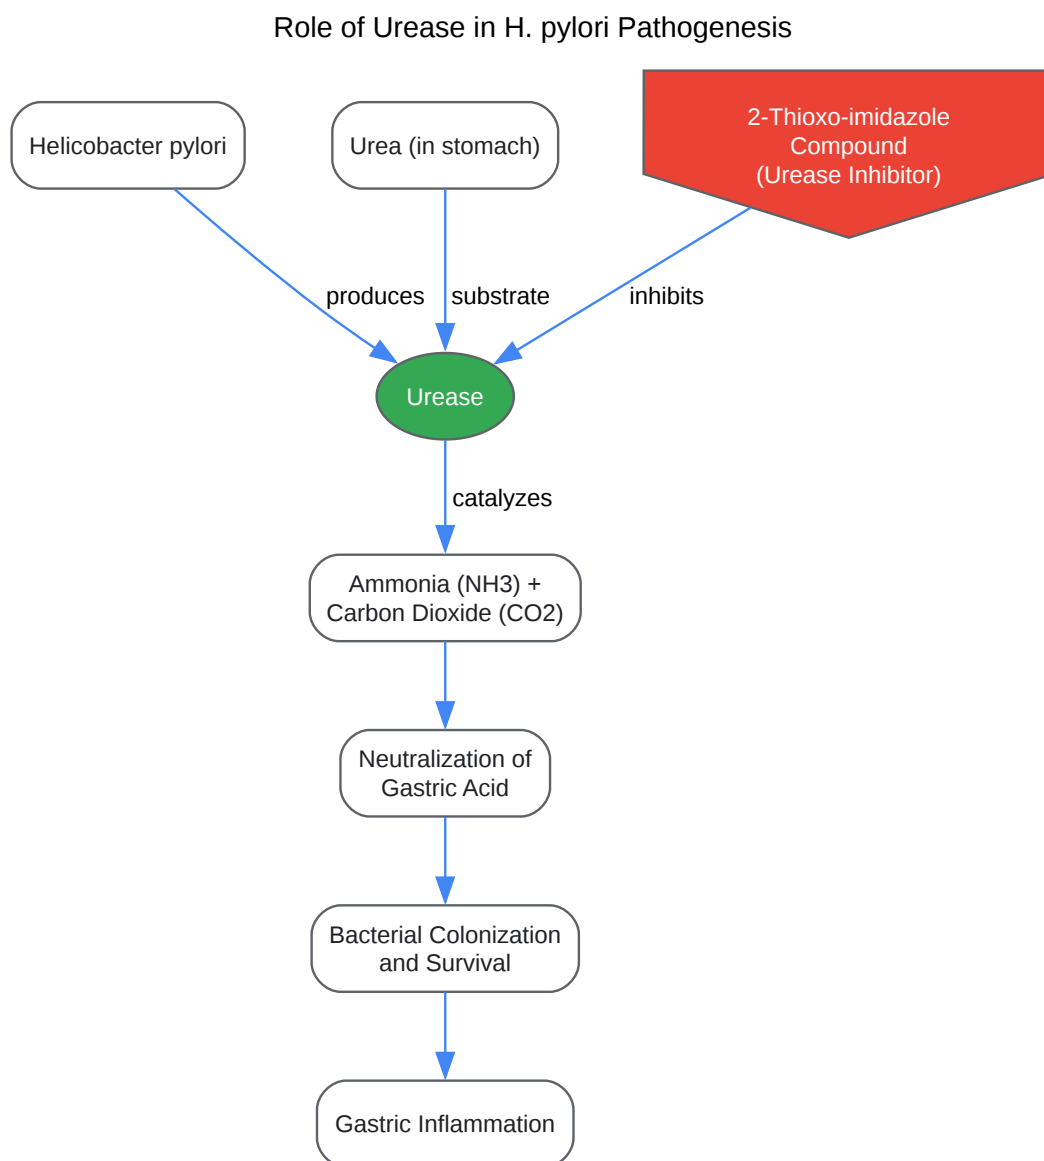 Role of Urease in H. pylori Pathogenesis
Helicobacter pylori
Urea (in stomach)
2-Thioxo-imidazole
Compound
(Urease Inhibitor)
produces
substrate
inhibits
Urease
catalyzes
Ammonia (NH3) +
Carbon Dioxide (CO2)
Neutralization of
Gastric Acid
Bacterial Colonization
and Survival
Gastric Inflammation